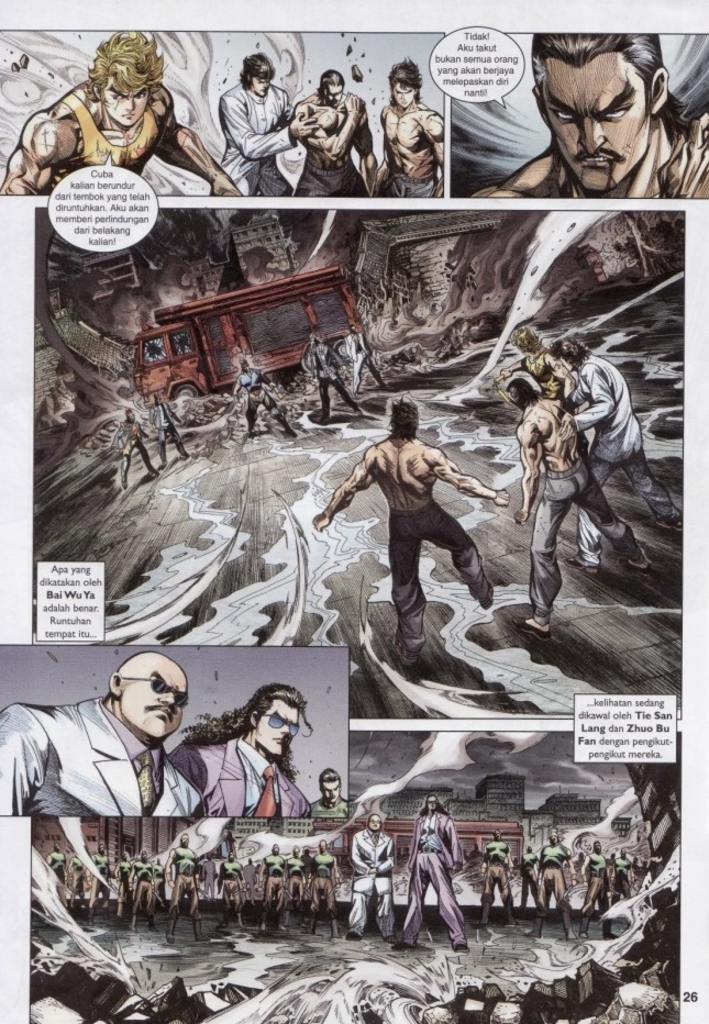 Cuba
kalian berundur
dari tembok yang telah
diruntuhkan. Aku akan
memberi perlindungan
dari belakang
kalian!
Tidak!
Aku takut
bukan semua orang
yang akan berjaya
melepaskan diri
nanti!
Apa yang
dikatakan oleh
Bai Wu Ya
adalah benar.
Runtuhan
tempat itu...
...kelihatan sedang
dikawal oleh Tie San
Lang dan Zhuo Bu
Fan dengan pengikut-
pengikut mereka.
26